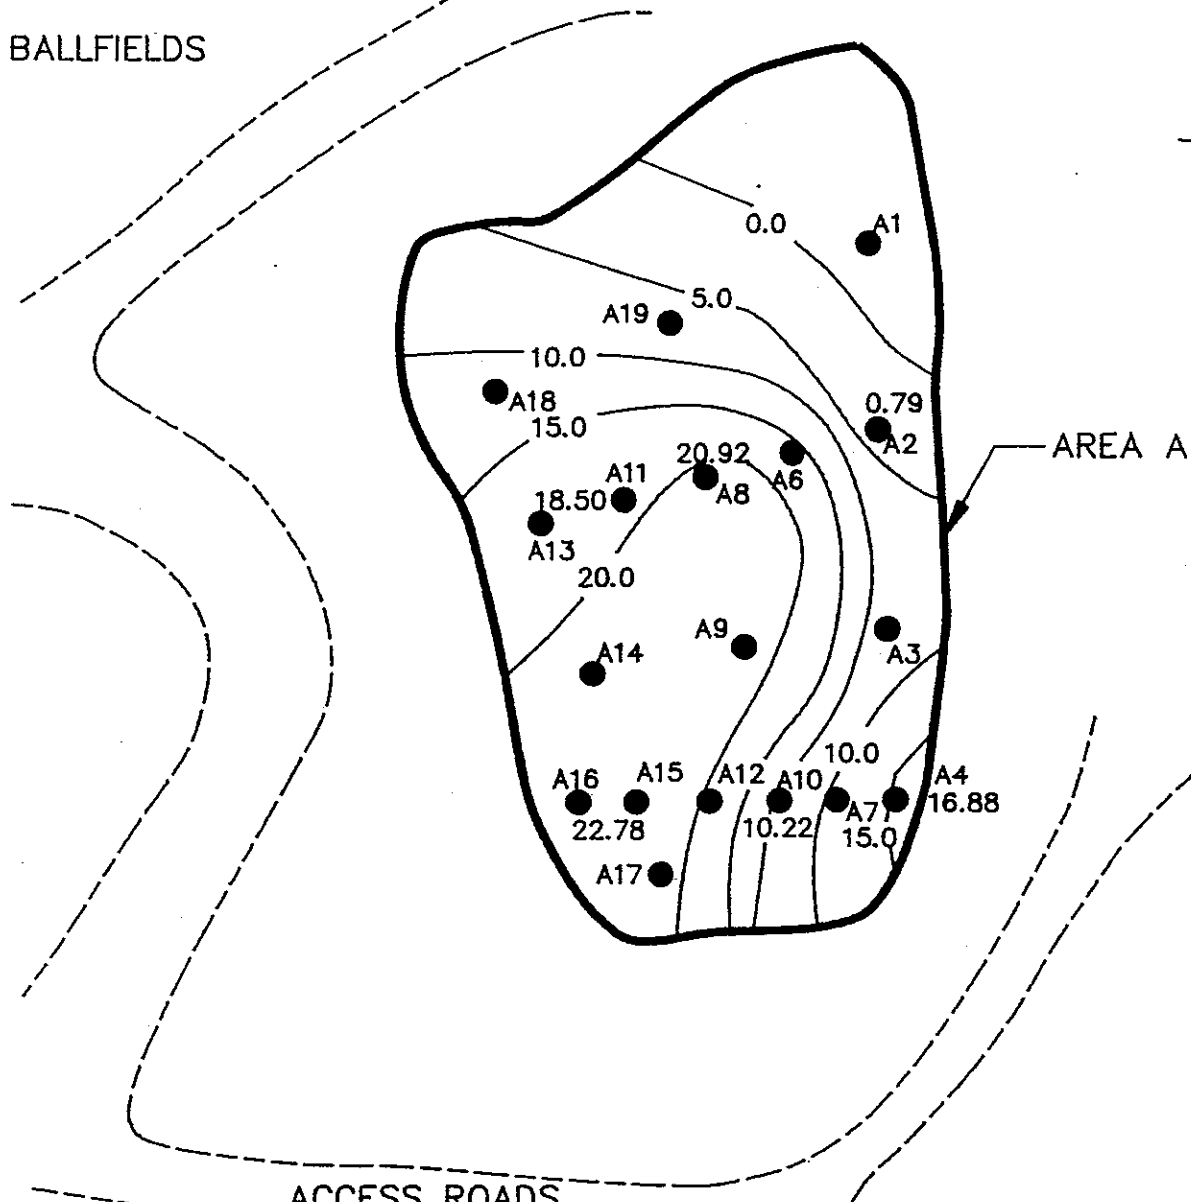 BALLFIELDS
A1
0.0
5.0
A19
10.0
A18
0.79
A2
15.0
AREA A
20.92
A6
A11
A8
18.50
A13
20.0
A9
A14
A3
10.0
A16
A15
A12
A10
A4
16.88
A7
22.78
10.22
15.0
A17
ACCESS ROADS